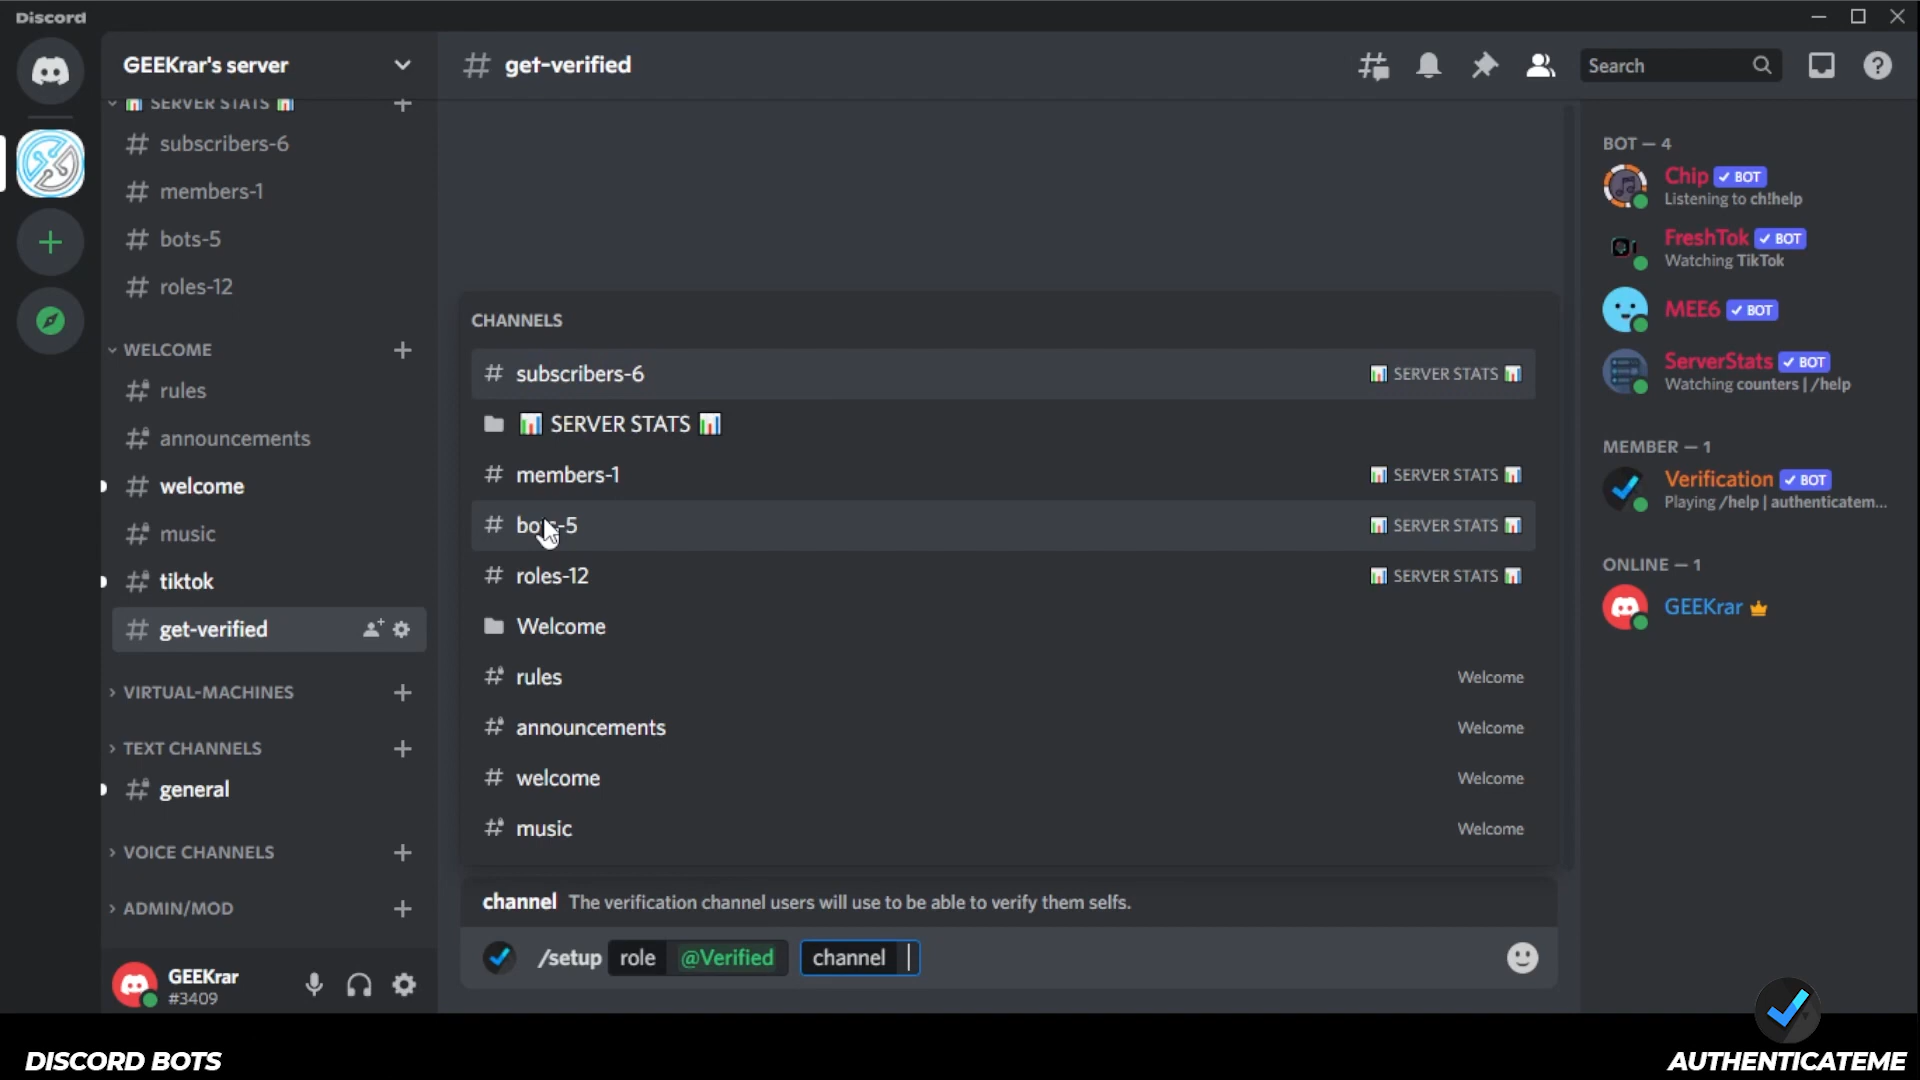 Discord
GEEKrar's server
SERVER STATS
subscribers-6
members-1
bots-5
roles-12
WELCOME
rules
announcements
welcome
music
tiktok
get-verified
VIRTUAL-MACHINES
TEXT CHANNELS
general
VOICE CHANNELS
ADMIN/MOD
GEEKrar
#3409
get-verified
Search
CHANNELS
subscribers-6 SERVER STATS
SERVER STATS
members-1 SERVER STATS
bots-5 SERVER STATS
roles-12 SERVER STATS
Welcome
rules Welcome
announcements Welcome
welcome Welcome
music Welcome
channel The verification channel users will use to be able to verify them selfs.
/setup role @Verified channel
BOT — 4
Chip BOT
Listening to ch!help
FreshTok BOT
Watching TikTok
MEE6 BOT
ServerStats BOT
Watching counters | /help
MEMBER — 1
Verification BOT
Playing /help | authenticatem...
ONLINE — 1
GEEKrar
DISCORD BOTS
AUTHENTICATEME